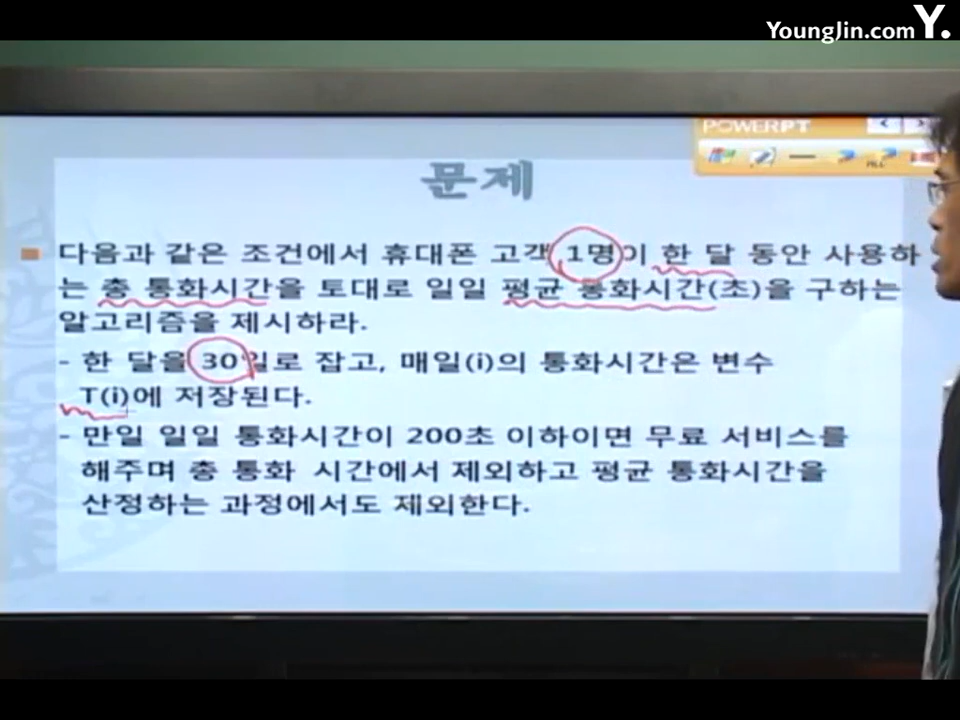 YoungJin.com Y.
POWERPT
문제
다음과 같은 조건에서 휴대폰 고객 1명이 한 달 동안 사용하
는 총 통화시간을 토대로 일일 평균 통화시간(초)을 구하는
알고리즘을 제시하라.
- 한 달을 30일로 잡고, 매일(i)의 통화시간은 변수
T(i)에 저장된다.
- 만일 일일 통화시간이 200초 이하이면 무료 서비스를
해주며 총 통화 시간에서 제외하고 평균 통화시간을
산정하는 과정에서도 제외한다.